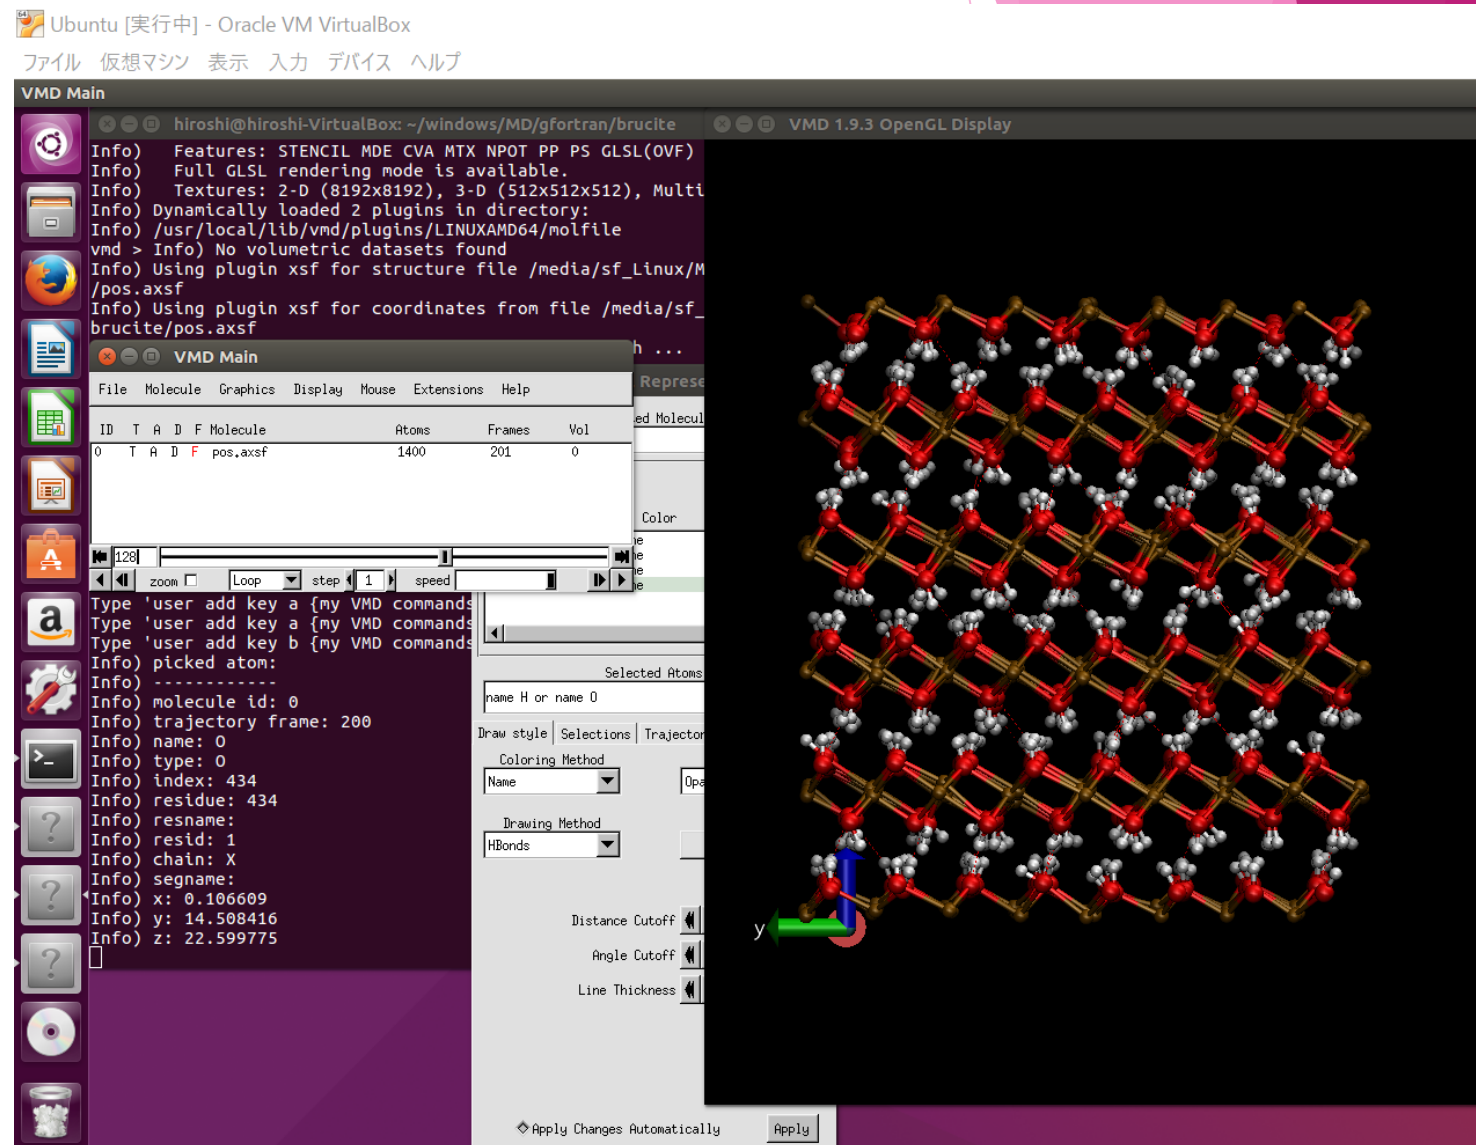 Ubuntu [実行中] - Oracle VM VirtualBox
ファイル 仮想マシン 表示 入力 デバイス ヘルプ
VMD Main
hiroshi@hiroshi-VirtualBox: ~/windows/MD/gfortran/brucite
VMD 1.9.3 OpenGL Display
Info)   Features: STENCIL MDE CVA MTX NPOT PP PS GLSL(OVF)
Info)   Full GLSL rendering mode is available.
Info)   Textures: 2-D (8192x8192), 3-D (512x512x512), Multi
Info) Dynamically loaded 2 plugins in directory:
Info) /usr/local/lib/vmd/plugins/LINUXAMD64/molfile
vmd > Info) No volumetric datasets found
Info) Using plugin xsf for structure file /media/sf_Linux/M
/pos.axsf
Info) Using plugin xsf for coordinates from file /media/sf_
brucite/pos.axsf
h ...
VMD Main
File Molecule Graphics Display Mouse Extensions Help
ID T A D F Molecule Atoms Frames Vol
0 T A D F pos.axsf 1400 201 0
128
zoom Loop step 1 speed
Represe
ed Molecul
Color
me
me
me
me
Type 'user add key a {my VMD commands
Type 'user add key a {my VMD commands
Type 'user add key b {my VMD commands
Info) picked atom:
Info) ------------
Info) molecule id: 0
Info) trajectory frame: 200
Info) name: O
Info) type: O
Info) index: 434
Info) residue: 434
Info) resname:
Info) resid: 1
Info) chain: X
Info) segname:
Info) x: 0.106609
Info) y: 14.508416
Info) z: 22.599775
Selected Atoms
name H or name O
Draw style Selections Trajector
Coloring Method
Name
Opa
Drawing Method
HBonds
Distance Cutoff
Angle Cutoff
Line Thickness
Apply Changes Automatically
Apply
y